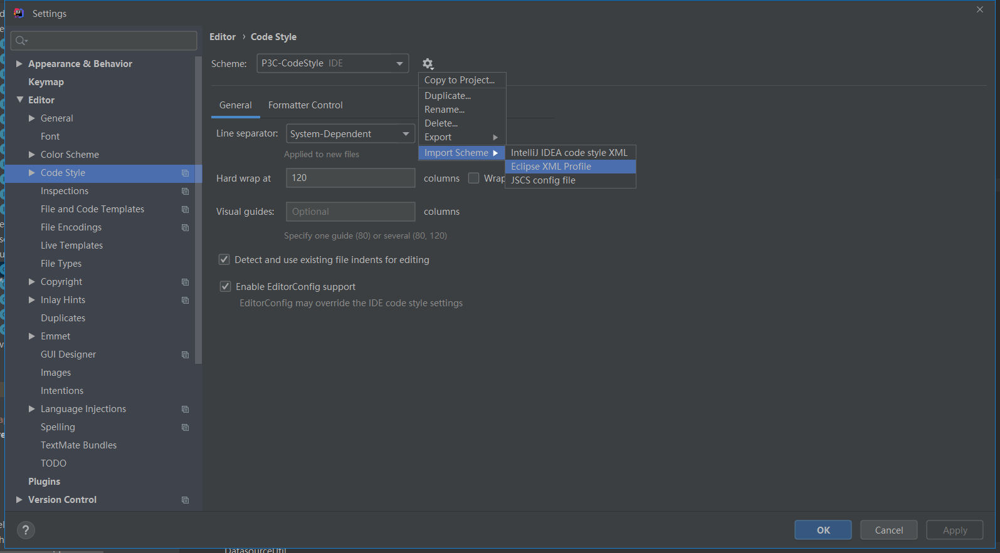 Settings
Editor › Code Style
Scheme: P3C-CodeStyle IDE
Appearance & Behavior
Keymap
Editor
General
Font
Color Scheme
Code Style
Inspections
File and Code Templates
File Encodings
Live Templates
File Types
Copyright
Inlay Hints
Duplicates
Emmet
GUI Designer
Images
Intentions
Language Injections
Spelling
TextMate Bundles
TODO
Plugins
Version Control
Copy to Project...
Duplicate...
Rename...
Delete...
Export
Import Scheme
IntelliJ IDEA code style XML
Eclipse XML Profile
JSCS config file
General Formatter Control
Line separator: System-Dependent
Applied to new files
Hard wrap at 120 columns Wrap
Visual guides: Optional columns
Specify one guide (80) or several (80, 120)
Detect and use existing file indents for editing
Enable EditorConfig support
EditorConfig may override the IDE code style settings
?
OK Cancel Apply
DatasourceUtil